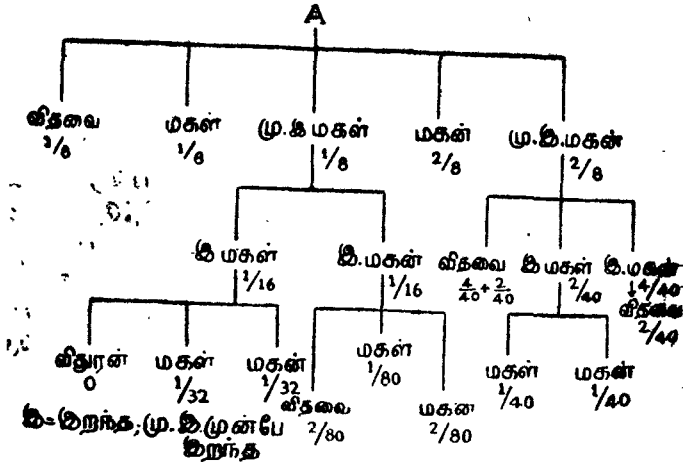 A
விதவை மகள் மு.இ மகள் மகன் மு.இ.மகன்
1/8 1/8 2/8 2/8
இ மகள் இ.மகன் விதவை இ மகள் இ.மகன்
1/16 1/16 4/40 + 2/40 2/40 ↓4/40
விதவை
2/40
விதுரன் மகள் மகன் மகள் மகள் மகன்
0 1/32 1/32 1/80 1/40 1/40
விதவை மகன
2/80 2/80
இ=இறந்த; மு.இ.முன்பே
இறந்த